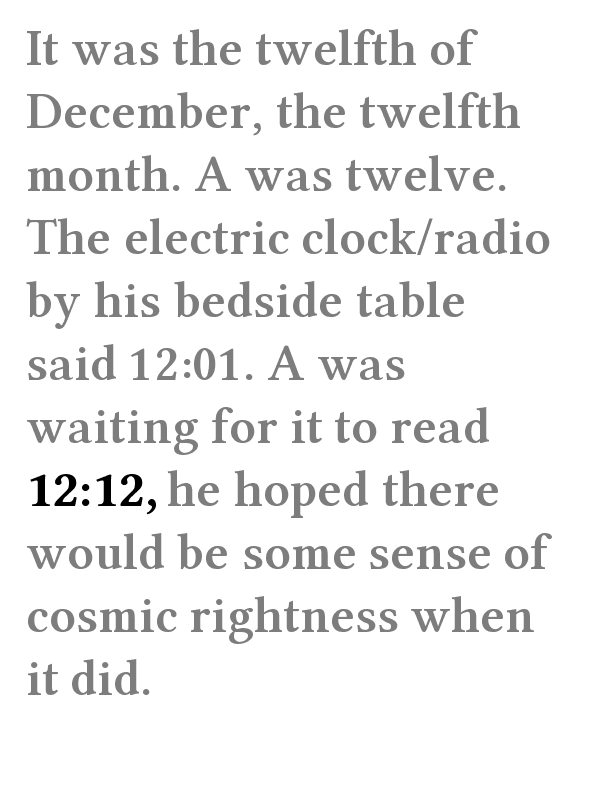 It was the twelfth of
December, the twelfth
month. A was twelve.
The electric clock/radio
by his bedside table
said 12:01. A was
waiting for it to read
12:12, he hoped there
would be some sense of
cosmic rightness when
it did.